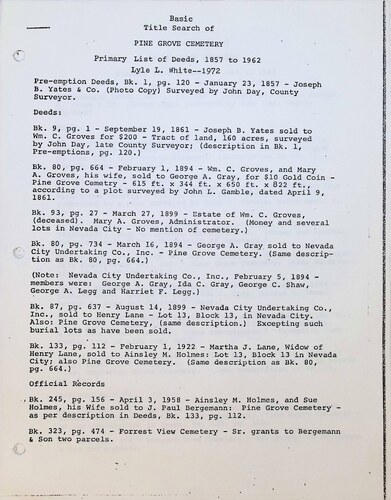 Basic
Title Search of
PINE GROVE CEMETERY
Primary List of Deeds, 1857 to 1962
Lyle L. White--1972
Pre-emption Deeds, Bk. 1, pg. 120 - January 23, 1857 - Joseph
B. Yates & Co. (Photo Copy) Surveyed by John Day, County
Surveyor.
Deeds:
Bk. 9, pg. 1 - September 19, 1861 - Joseph B. Yates sold to
Wm. C. Groves for $200 - Tract of land, 160 acres, surveyed
by John Day, late County Surveyor; (description in Bk. 1,
Pre-emptions, pg. 120.)
Bk. 80, pg. 664 - February 1, 1894 - Wm. C. Groves, and Mary
A. Groves, his wife, sold to George A. Gray, for $10 Gold Coin -
Pine Grove Cemetry - 615 ft. x 344 ft. x 650 ft. x 822 ft.,
according to a plot surveyed by John L. Gamble, dated April 9,
1861.
Bk. 93, pg. 27 - March 27, 1899 - Estate of Wm. C. Groves,
(deceased). Mary A. Groves, Administrator. (Money and several
lots in Nevada City - No mention of cemetery.)
Bk. 80, pg. 734 - March 16, 1894 - George A. Gray sold to Nevada
City Undertaking Co., Inc. - Pine Grove Cemetery. (Same descrip-
tion as Bk. 80, pg. 664.)
(Note: Nevada City Undertaking Co., Inc., February 5, 1894 -
members were: George A. Gray, Ida C. Gray, George C. Shaw,
George A. Legg and Harriet F. Legg.)
Bk. 87, pg. 637 - August 14, 1899 - Nevada City Undertaking Co.,
Inc., sold to Henry Lane - Lot 13, Block 13, in Nevada City.
Also: Pine Grove Cemetery, (same description.) Excepting such
burial lots as have been sold.
Bk. 133, pg. 112 - February 1, 1922 - Martha J. Lane, Widow of
Henry Lane, sold to Ainsley M. Holmes: Lot 13, Block 13 in Nevada
City; also Pine Grove Cemetery. (Same description as Bk. 80,
pg. 664.)
Official Records
Bk. 245, pg. 156 - April 3, 1958 - Ainsley M. Holmes, and Sue
Holmes, his Wife sold to J. Paul Bergemann: Pine Grove Cemetery -
as per description in Deeds, Bk. 133, pg. 112.
Bk. 323, pg. 474 - Forrest View Cemetery - Sr. grants to Bergemann
& Son two parcels.